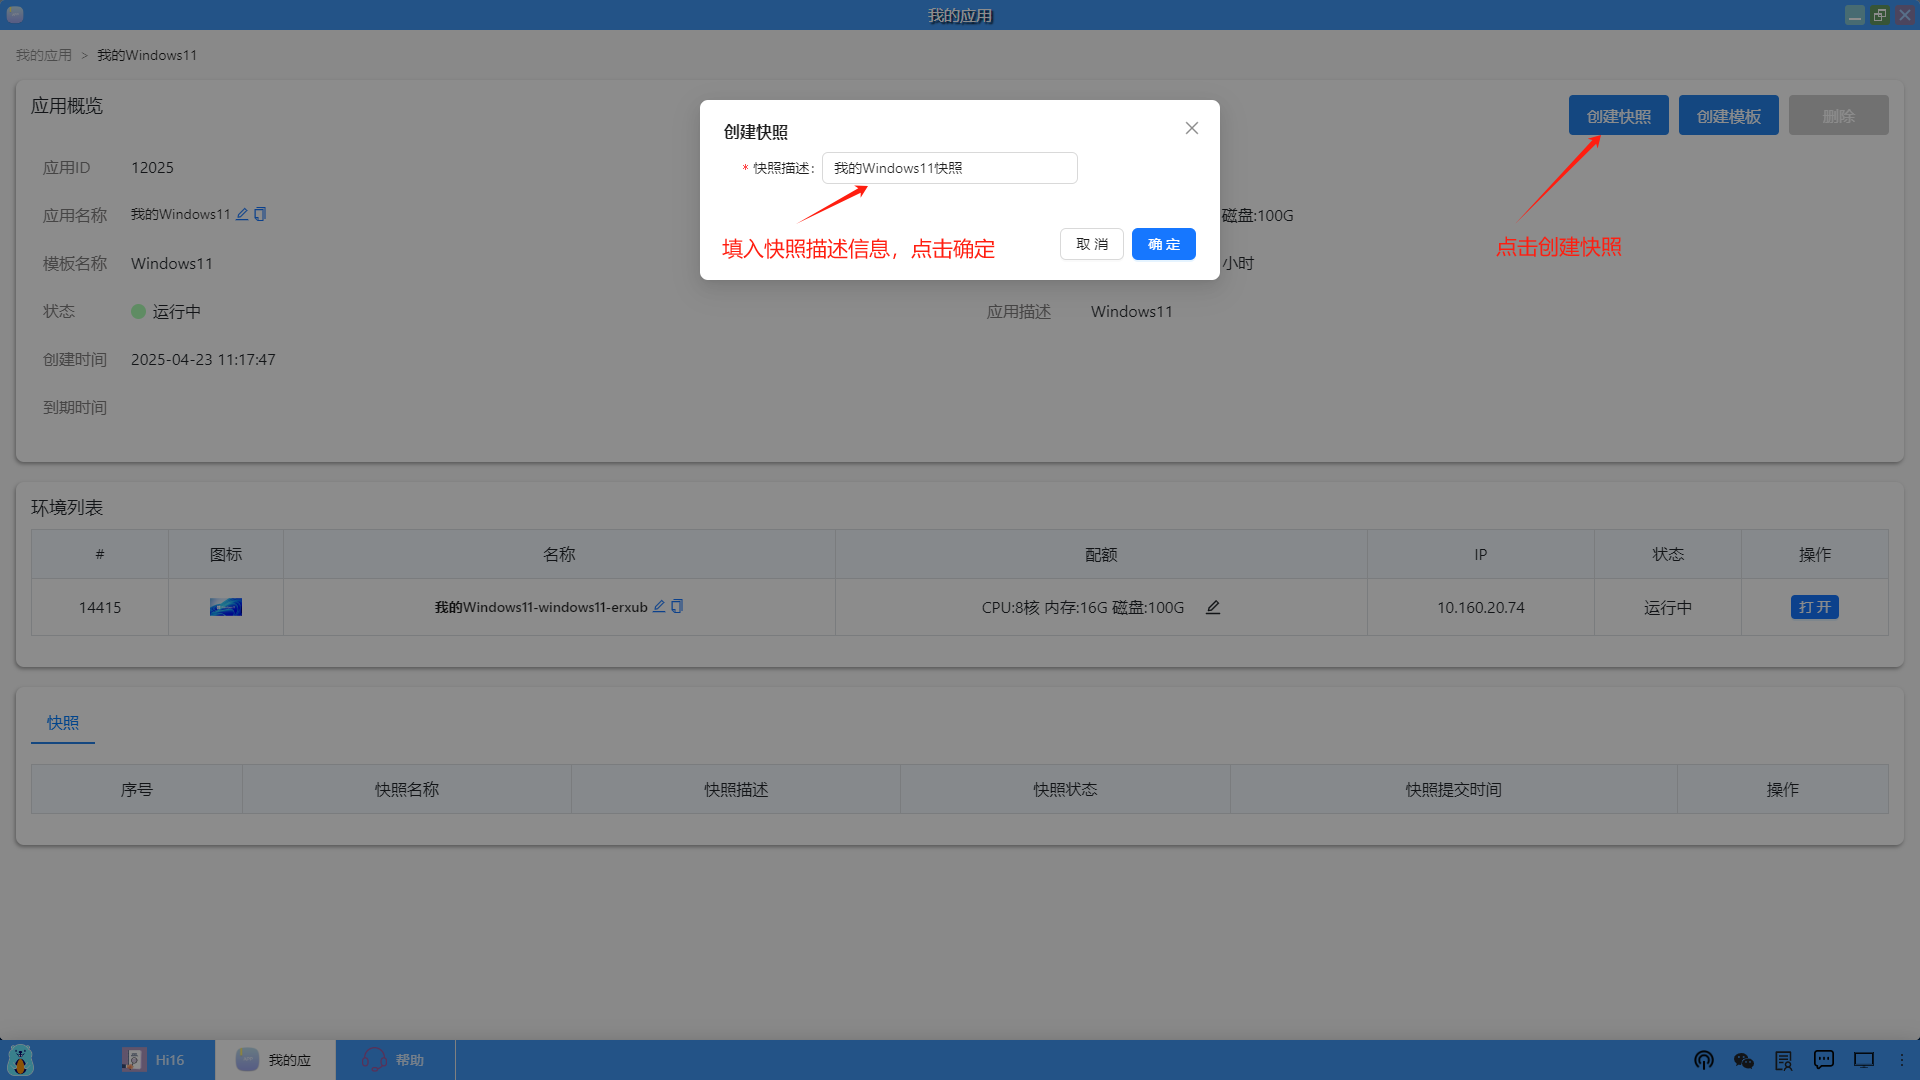 我的应用
我的应用 > 我的Windows11
应用概览
创建快照
创建模板
删除
应用ID 12025
应用名称 我的Windows11
磁盘:100G
模板名称 Windows11
小时
状态 运行中
应用描述 Windows11
创建时间 2025-04-23 11:17:47
到期时间
创建快照
* 快照描述: 我的Windows11快照
填入快照描述信息，点击确定
取 消
确 定
点击创建快照
环境列表
# 图标 名称 配额 IP 状态 操作
14415 我的Windows11-windows11-erxub CPU:8核 内存:16G 磁盘:100G 10.160.20.74 运行中 打 开
快照
序号 快照名称 快照描述 快照状态 快照提交时间 操作
Hi16 我的应 帮助